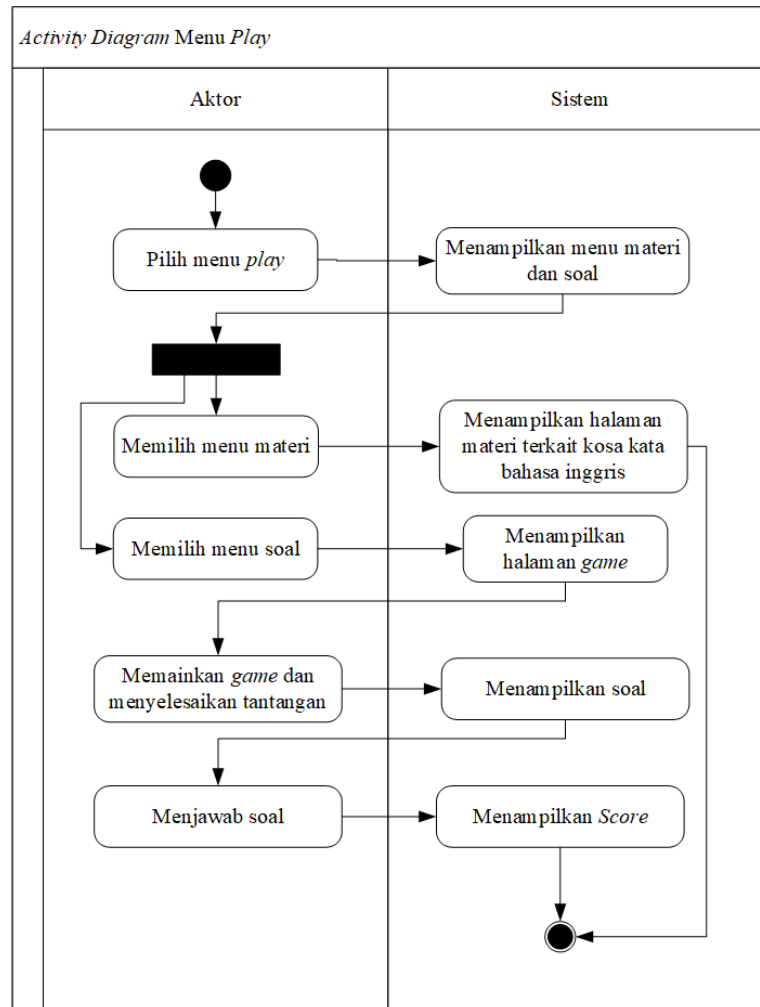 Activity Diagram Menu Play
Aktor
Sistem
Pilih menu play
Menampilkan menu materi
dan soal
Memilih menu materi
Menampilkan halaman
materi terkait kosa kata
bahasa inggris
Memilih menu soal
Menampilkan
halaman game
Memainkan game dan
menyelesaikan tantangan
Menampilkan soal
Menjawab soal
Menampilkan Score